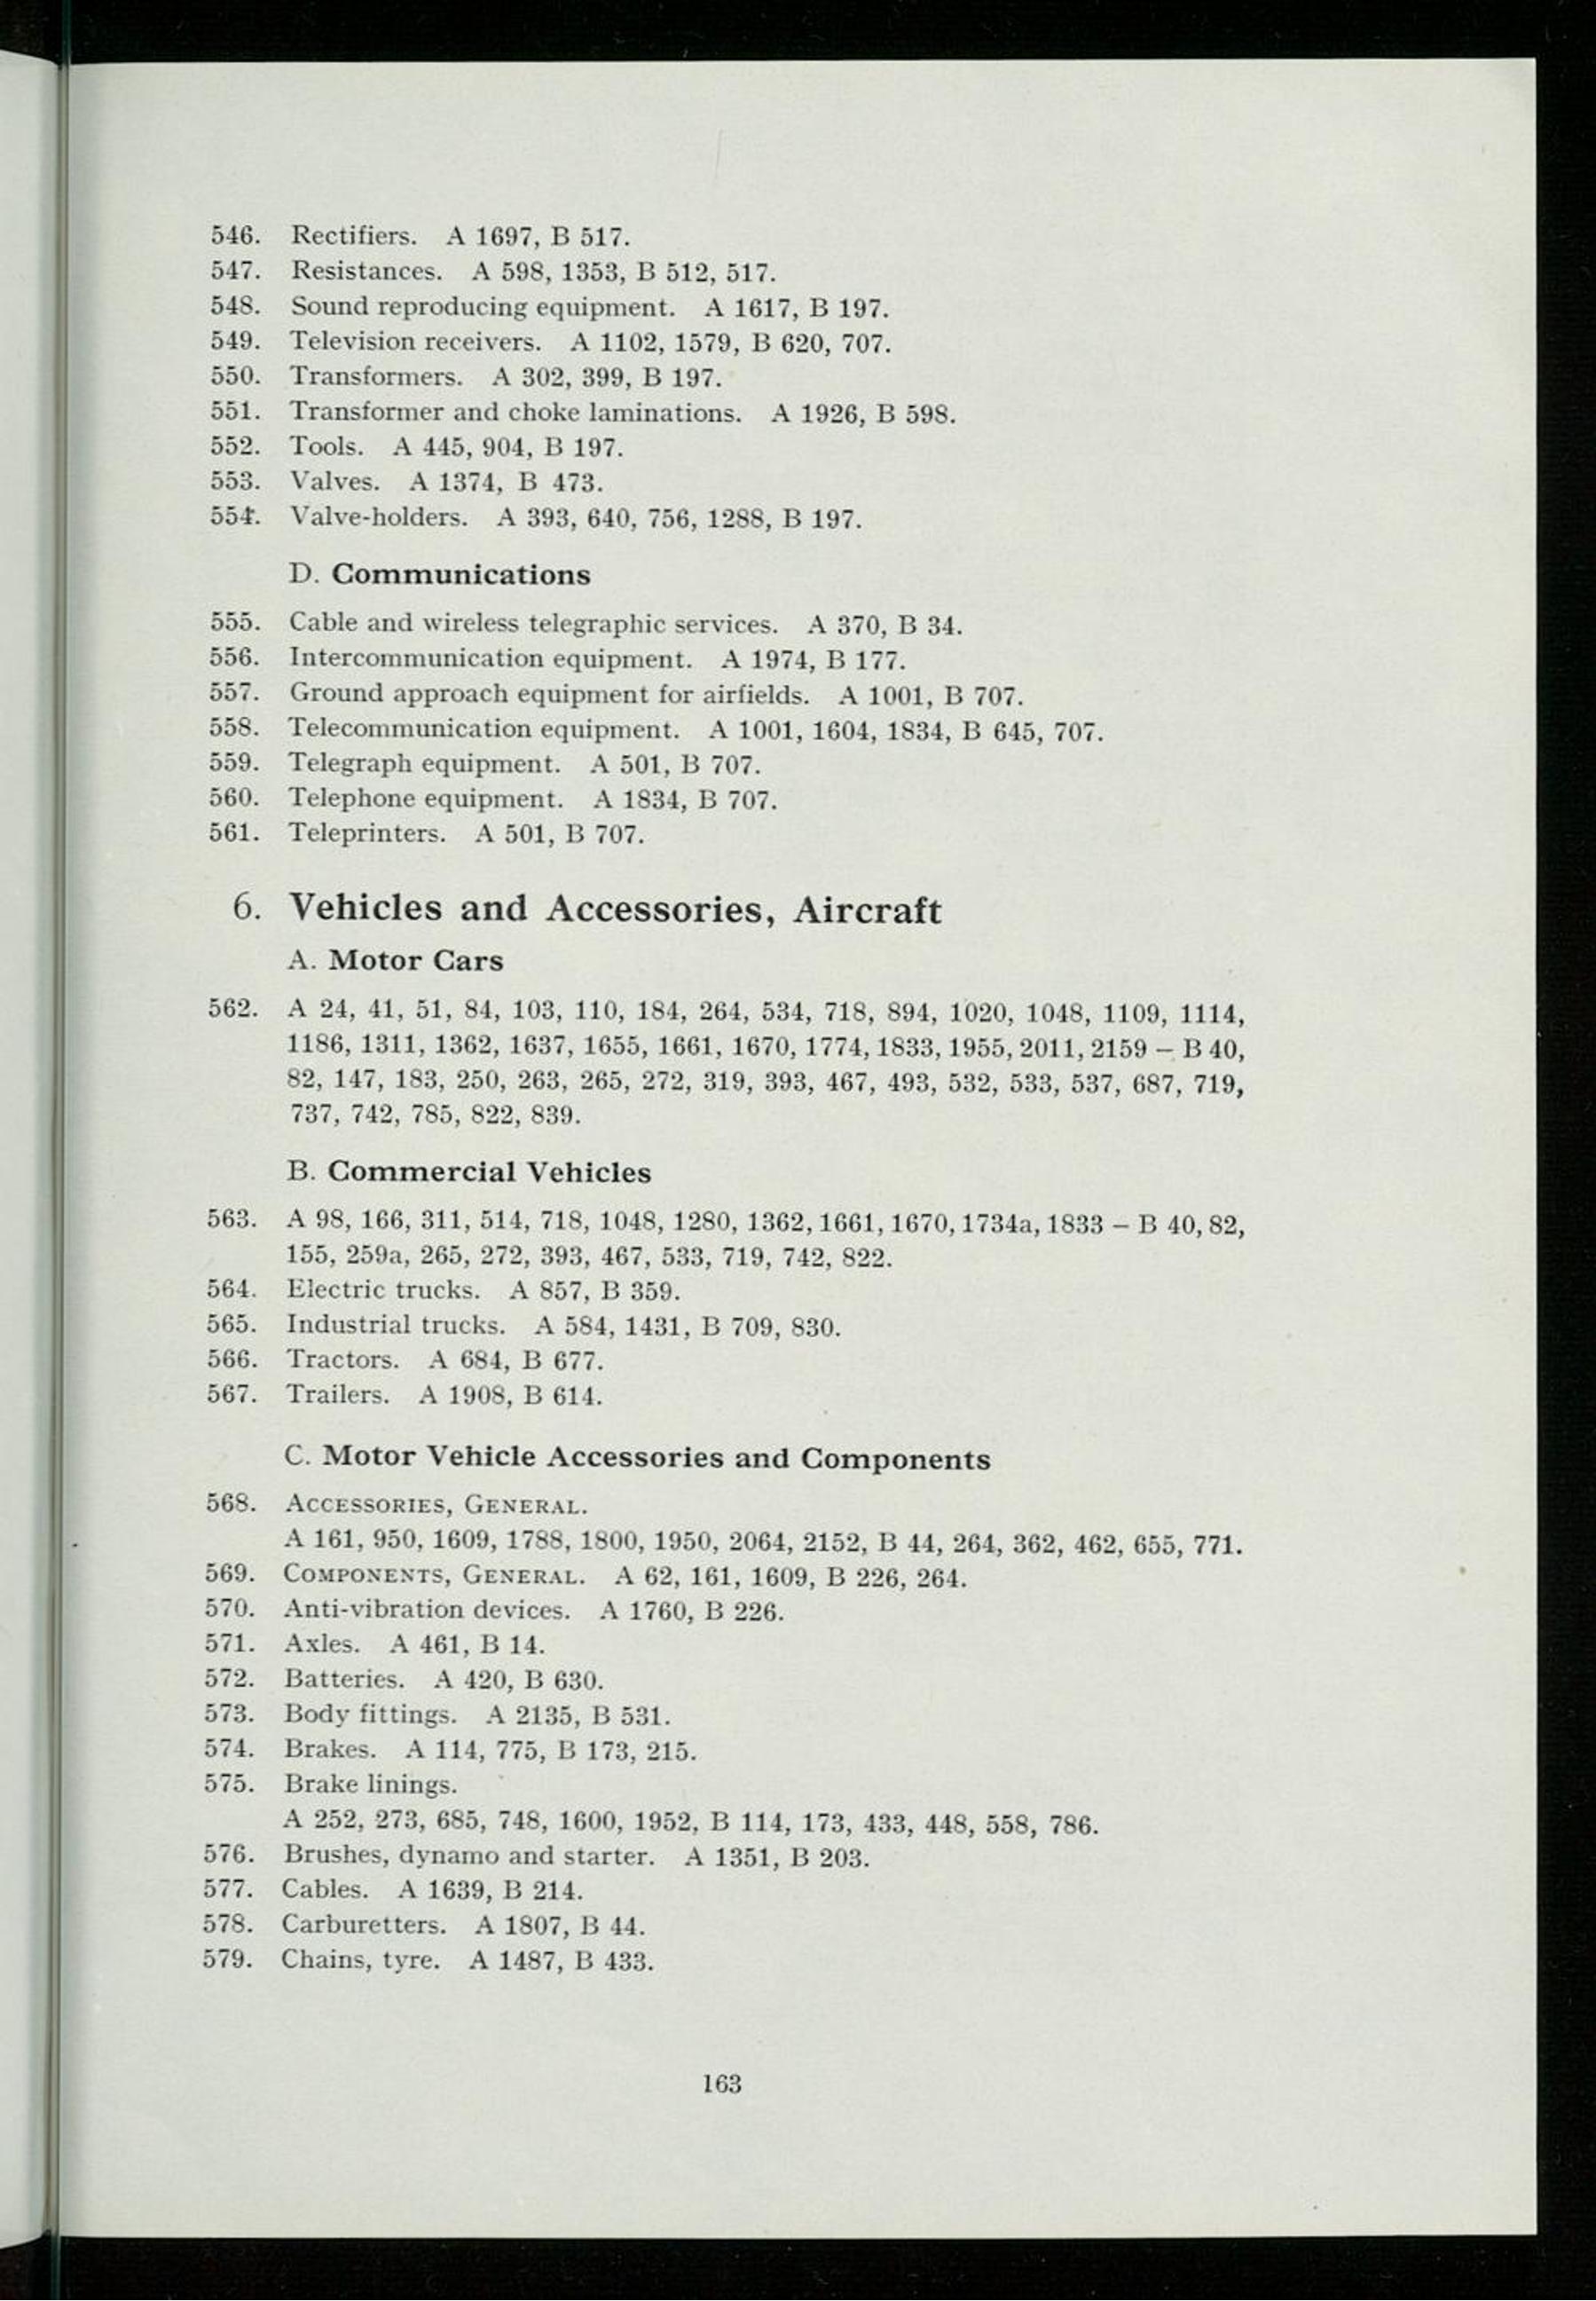 546. Rectifiers. A 1697, B 517.
547. Resistances. A 598, 1353, B 512, 517.
548. Sound reproducing equipment. A 1617, B 197.
549. Television receivers. A 1102, 1579, B 620, 707.
550. Transformers. A 302, 399, B 197.
551. Transformer and choke laminations. A 1926, B 598.
552. Tools. A 445, 904, B 197.
553. Valves. A 1374, B 473.
554. Valve-holders. A 393, 640, 756, 1288, B 197.
D. Communications
555. Cable and wireless telegraphic services. A 370, B 34.
556. Intercommunication equipment. A 1974, B 177.
557. Ground approach equipment for airfields. A 1001, B 707.
558. Telecommunication equipment. A 1001, 1604, 1834, B 645, 707.
559. Telegraph equipment. A 501, B 707.
560. Telephone equipment. A 1834, B 707.
561. Teleprinters. A 501, B 707.
6. Vehicles and Accessories, Aircraft
A. Motor Cars
562. A 24, 41, 51, 84, 103, 110, 184, 264, 534, 718, 894, 1020, 1048, 1109, 1114,
1186, 1311, 1362, 1637, 1655, 1661, 1670, 1774, 1833, 1955, 2011, 2159 – B 40,
82, 147, 183, 250, 263, 265, 272, 319, 393, 467, 493, 532, 533, 537, 687, 719,
737, 742, 785, 822, 839.
B. Commercial Vehicles
563. A 98, 166, 311, 514, 718, 1048, 1280, 1362, 1661, 1670, 1734a, 1833 – B 40, 82,
155, 259a, 265, 272, 393, 467, 533, 719, 742, 822.
564. Electric trucks. A 857, B 359.
565. Industrial trucks. A 584, 1431, B 709, 830.
566. Tractors. A 684, B 677.
567. Trailers. A 1908, B 614.
C. Motor Vehicle Accessories and Components
568. ACCESSORIES, GENERAL.
A 161, 950, 1609, 1788, 1800, 1950, 2064, 2152, B 44, 264, 362, 462, 655, 771.
569. COMPONENTS, GENERAL. A 62, 161, 1609, B 226, 264.
570. Anti-vibration devices. A 1760, B 226.
571. Axles. A 461, B 14.
572. Batteries. A 420, B 630.
573. Body fittings. A 2135, B 531.
574. Brakes. A 114, 775, B 173, 215.
575. Brake linings.
A 252, 273, 685, 748, 1600, 1952, B 114, 173, 433, 448, 558, 786.
576. Brushes, dynamo and starter. A 1351, B 203.
577. Cables. A 1639, B 214.
578. Carburetters. A 1807, B 44.
579. Chains, tyre. A 1487, B 433.
163